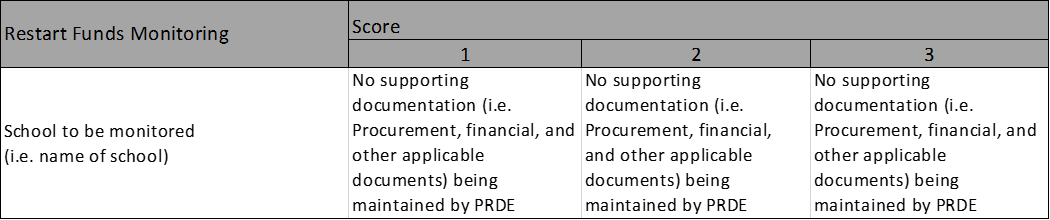 Restart Funds Monitoring
Score
1
2
3
School to be monitored
(i.e. name of school)
No supporting
documentation (i.e.
Procurement, financial, and
other applicable
documents) being
maintained by PRDE
No supporting
documentation (i.e.
Procurement, financial,
and other applicable
documents) being
maintained by PRDE
No supporting
documentation (i.e.
Procurement, financial, and
other applicable
documents) being
maintained by PRDE